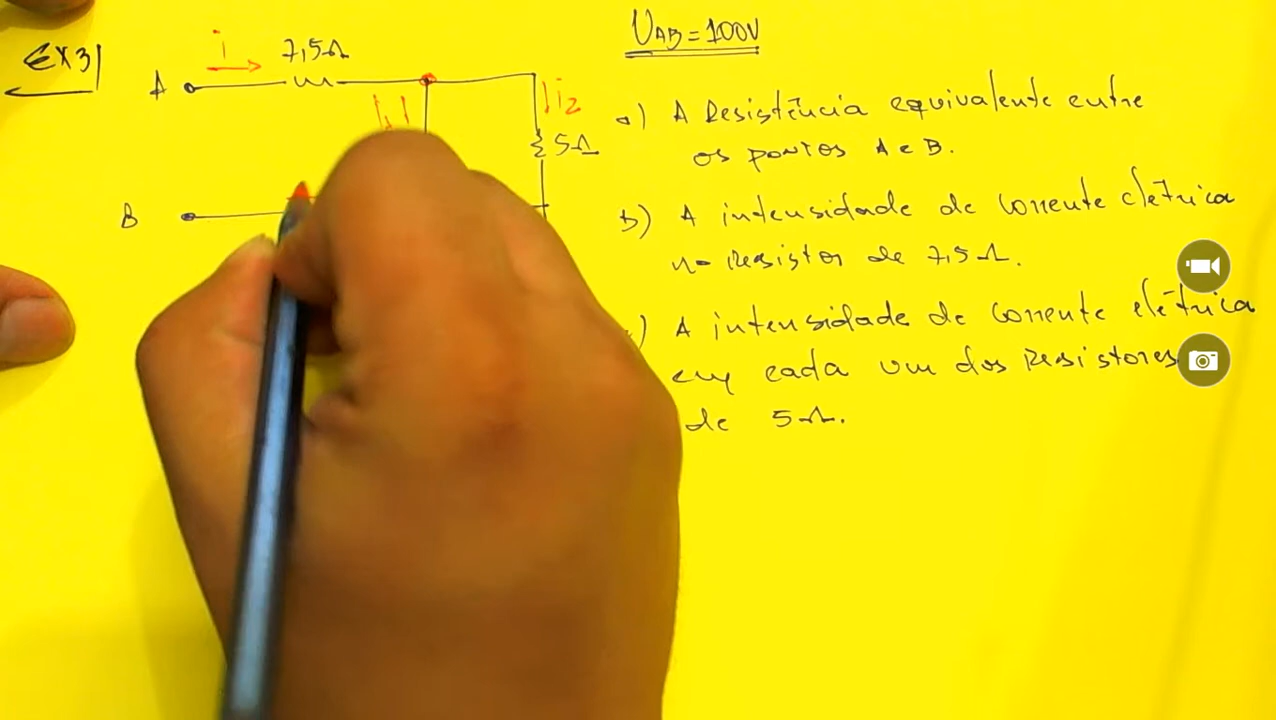 EX3
i
7,5Ω
A
i₁
i₂
5Ω
B
UAB = 100V
a) A Resistência equivalente entre
os pontos A e B.
b) A intensidade de corrente elétrica
no Resistor de 7,5Ω.
) A intensidade de corrente elétrica
em cada um dos Resistores
de 5Ω.